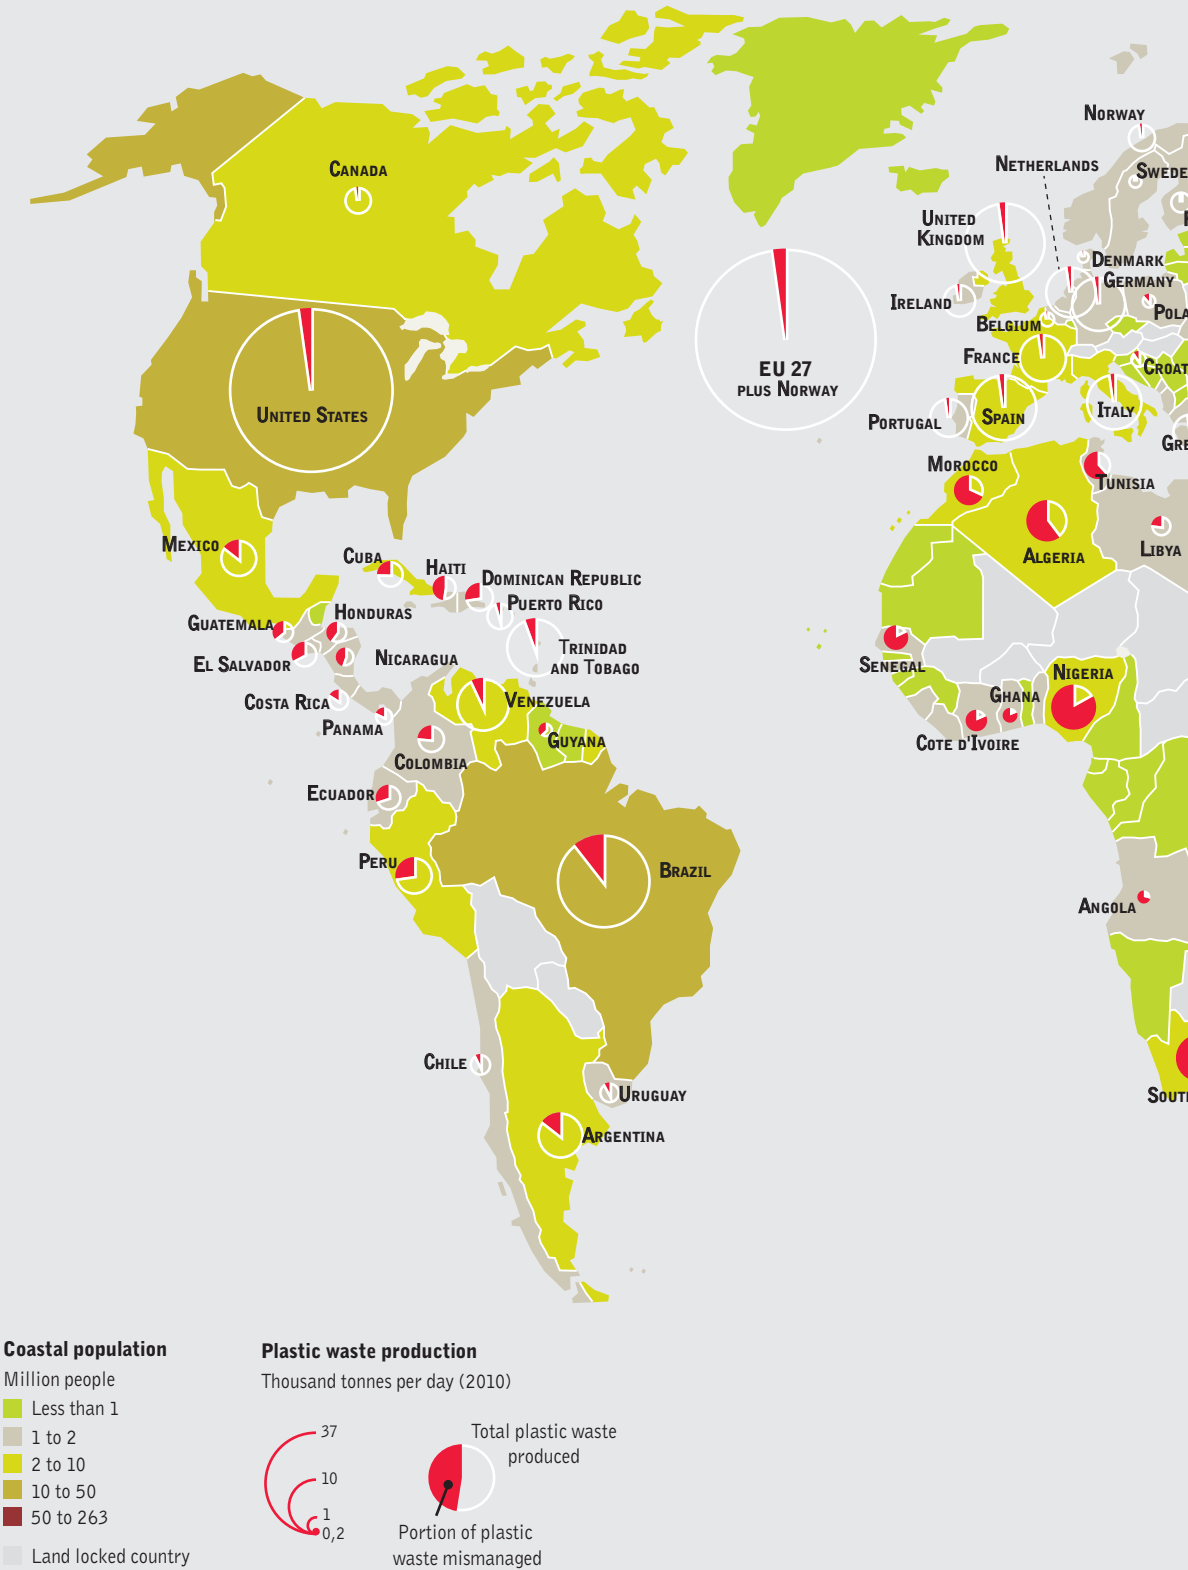 Norway
Netherlands
Swede
Canada
United
Kingdom
Denmark
Germany
Ireland
Pola
Belgium
France
Croat
EU 27
plus Norway
United States
Italy
Spain
Portugal
Gre
Morocco
Tunisia
Mexico
Cuba
Haiti
Dominican Republic
Puerto Rico
Algeria
Libya
Guatemala
Honduras
El Salvador
Nicaragua
Trinidad
and Tobago
Senegal
Nigeria
Costa Rica
Venezuela
Ghana
Panama
Guyana
Cote d'Ivoire
Colombia
Ecuador
Peru
Brazil
Angola
Chile
Uruguay
South
Argentina
Coastal population
Million people
Less than 1
1 to 2
2 to 10
10 to 50
50 to 263
Land locked country
Plastic waste production
Thousand tonnes per day (2010)
37
10
1
0,2
Total plastic waste
produced
Portion of plastic
waste mismanaged